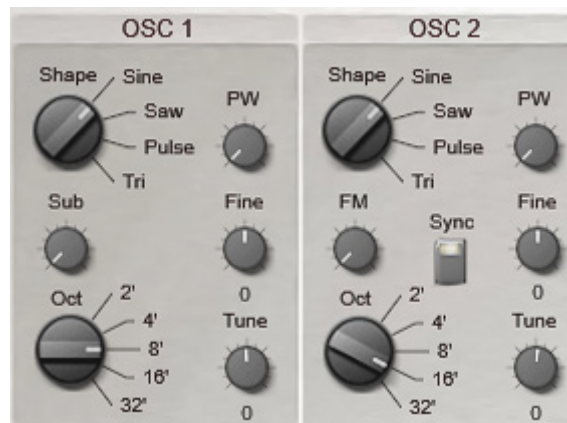 OSC 1
Shape
Sine
Saw
Pulse
Tri
PW
Sub
Fine
0
Oct
2'
4'
8'
16'
32'
Tune
0
OSC 2
Shape
Sine
Saw
Pulse
Tri
PW
FM
Sync
Fine
0
Oct
2'
4'
8'
16'
32'
Tune
0